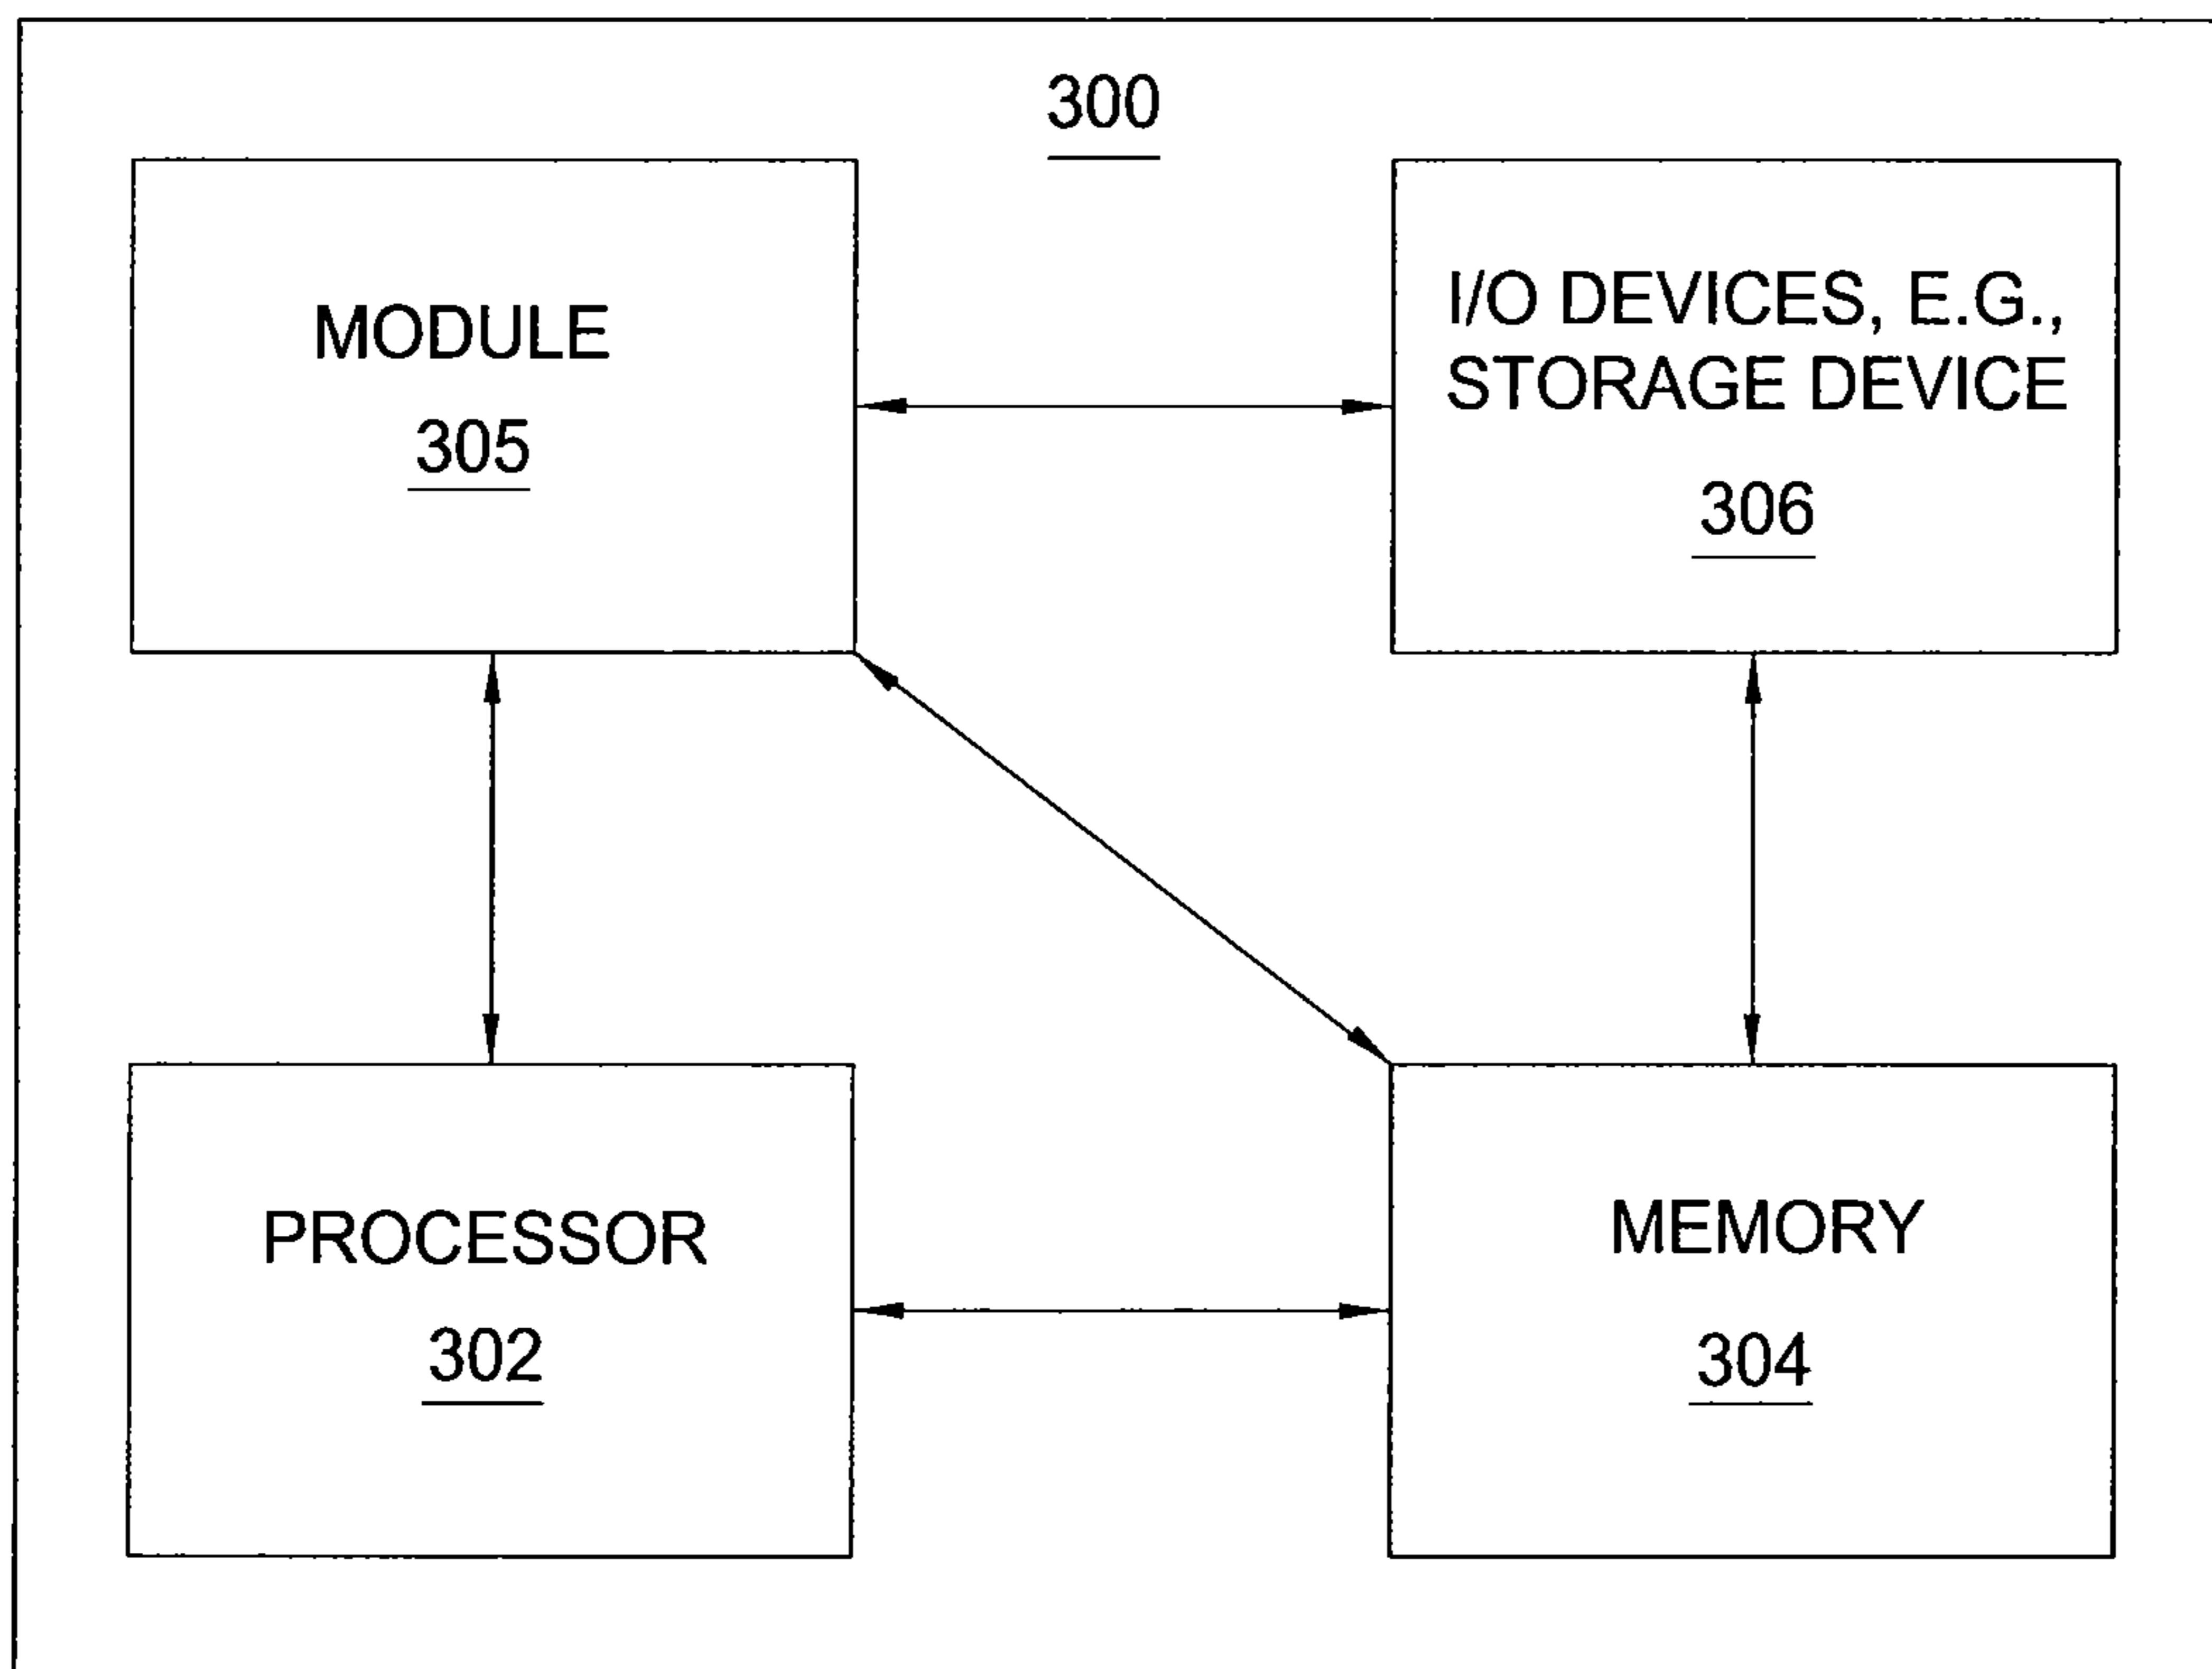 300
MODULE
305
I/O DEVICES, E.G.,
STORAGE DEVICE
306
PROCESSOR
302
MEMORY
304